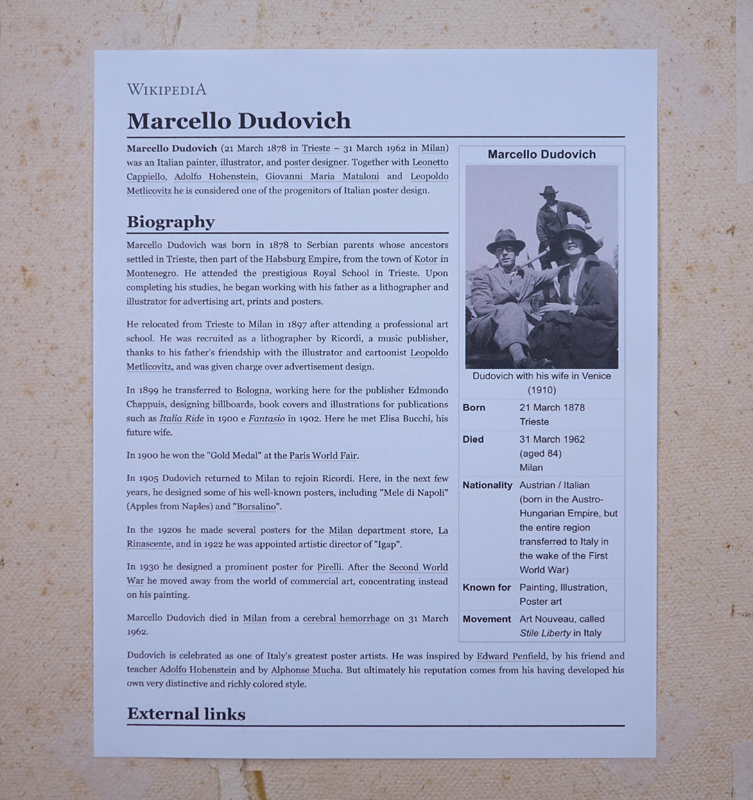 WIKIPEDIA
Marcello Dudovich
Marcello Dudovich (21 March 1878 in Trieste – 31 March 1962 in Milan)
was an Italian painter, illustrator, and poster designer. Together with Leonetto
Cappiello, Adolfo Hohenstein, Giovanni Maria Mataloni and Leopoldo
Metlicovitz he is considered one of the progenitors of Italian poster design.
Biography
Marcello Dudovich was born in 1878 to Serbian parents whose ancestors
settled in Trieste, then part of the Habsburg Empire, from the town of Kotor in
Montenegro. He attended the prestigious Royal School in Trieste. Upon
completing his studies, he began working with his father as a lithographer and
illustrator for advertising art, prints and posters.
He relocated from Trieste to Milan in 1897 after attending a professional art
school. He was recruited as a lithographer by Ricordi, a music publisher,
thanks to his father's friendship with the illustrator and cartoonist Leopoldo
Metlicovitz, and was given charge over advertisement design.
In 1899 he transferred to Bologna, working here for the publisher Edmondo
Chappuis, designing billboards, book covers and illustrations for publications
such as Italia Ride in 1900 e Fantasio in 1902. Here he met Elisa Bucchi, his
future wife.
In 1900 he won the "Gold Medal" at the Paris World Fair.
In 1905 Dudovich returned to Milan to rejoin Ricordi. Here, in the next few
years, he designed some of his well-known posters, including "Mele di Napoli"
(Apples from Naples) and "Borsalino".
In the 1920s he made several posters for the Milan department store, La
Rinascente, and in 1922 he was appointed artistic director of "Igap".
In 1930 he designed a prominent poster for Pirelli. After the Second World
War he moved away from the world of commercial art, concentrating instead
on his painting.
Marcello Dudovich died in Milan from a cerebral hemorrhage on 31 March
1962.
Marcello Dudovich
Dudovich with his wife in Venice
(1910)
Born 21 March 1878
Trieste
Died 31 March 1962
(aged 84)
Milan
Nationality Austrian / Italian
(born in the Austro-
Hungarian Empire, but
the entire region
transferred to Italy in
the wake of the First
World War)
Known for Painting, Illustration,
Poster art
Movement Art Nouveau, called
Stile Liberty in Italy
Dudovich is celebrated as one of Italy's greatest poster artists. He was inspired by Edward Penfield, by his friend and
teacher Adolfo Hohenstein and by Alphonse Mucha. But ultimately his reputation comes from his having developed his
own very distinctive and richly colored style.
External links